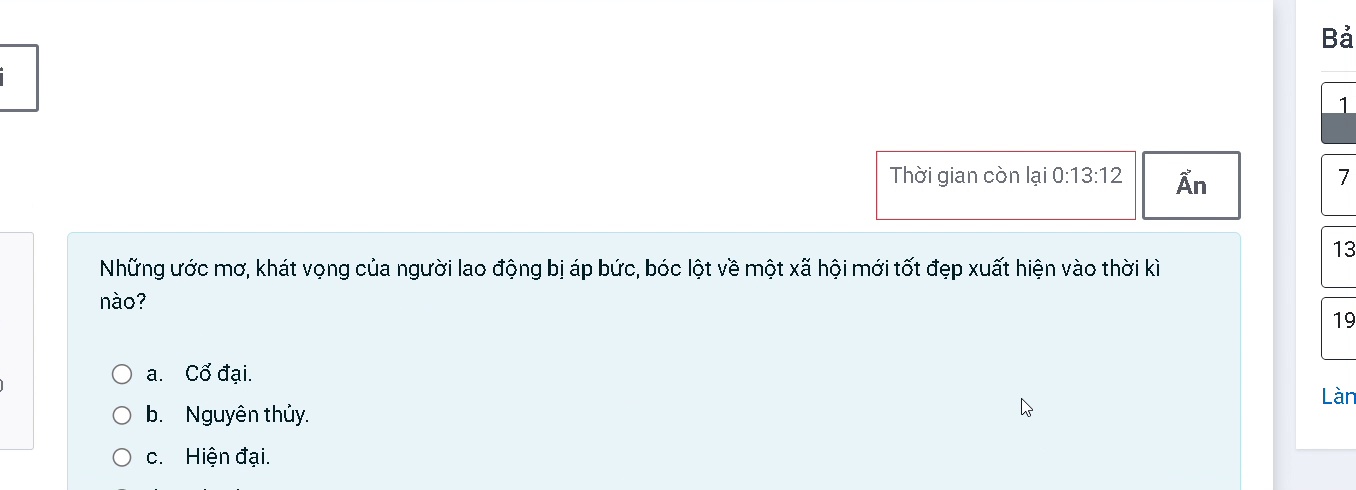 i
Bả
1
Thời gian còn lại 0:13:12
Ẩn
7
Những ước mơ, khát vọng của người lao động bị áp bức, bóc lột về một xã hội mới tốt đẹp xuất hiện vào thời kì
nào?
13
19
a. Cổ đại.
b. Nguyên thủy.
c. Hiện đại.
Làm